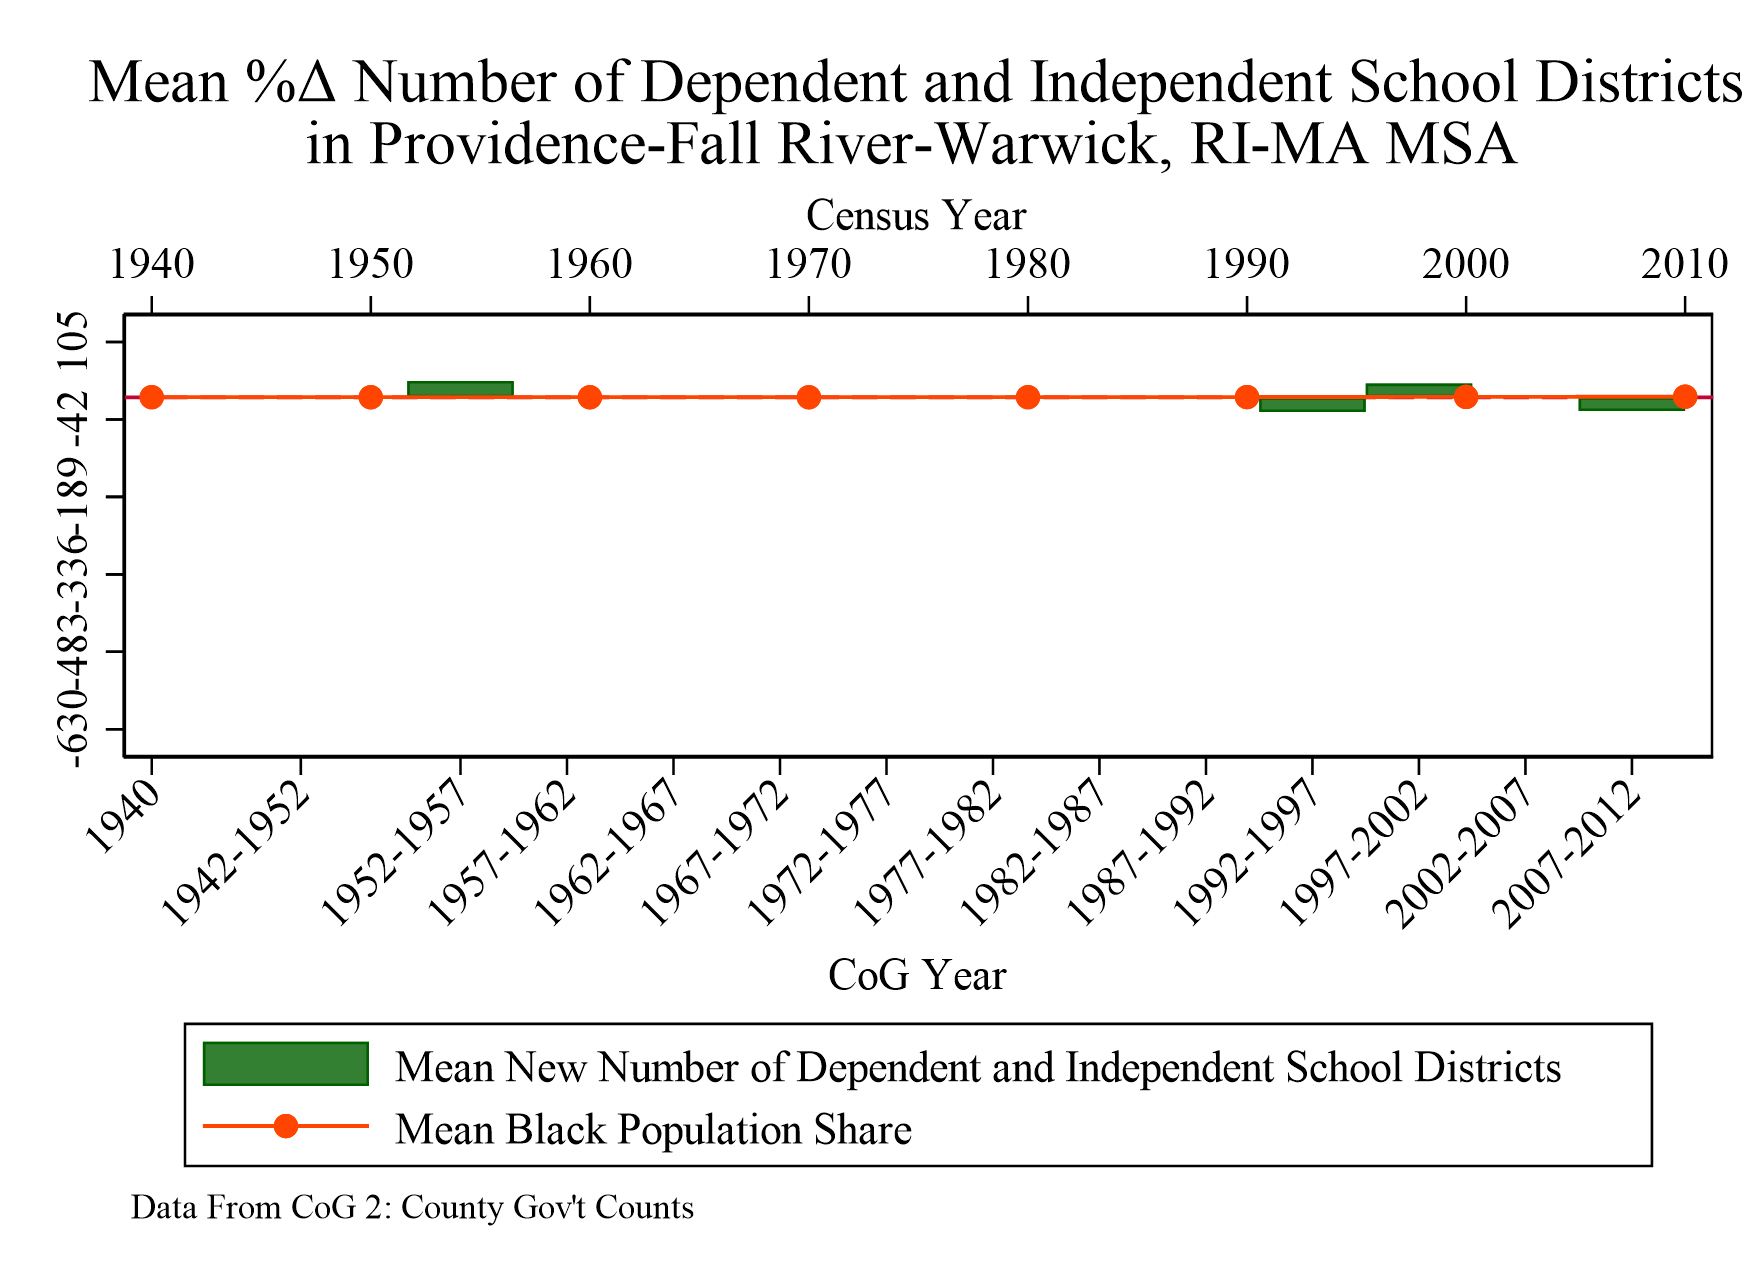 Mean %Δ Number of Dependent and Independent School Districts
in Providence-Fall River-Warwick, RI-MA MSA
Census Year
1940 1950 1960 1970 1980 1990 2000 2010
105
-42
-189
-336
-483
-630
1940 1942-1952 1952-1957 1957-1962 1962-1967 1967-1972 1972-1977 1977-1982 1982-1987 1987-1992 1992-1997 1997-2002 2002-2007 2007-2012
CoG Year
Mean New Number of Dependent and Independent School Districts
Mean Black Population Share
Data From CoG 2: County Gov't Counts